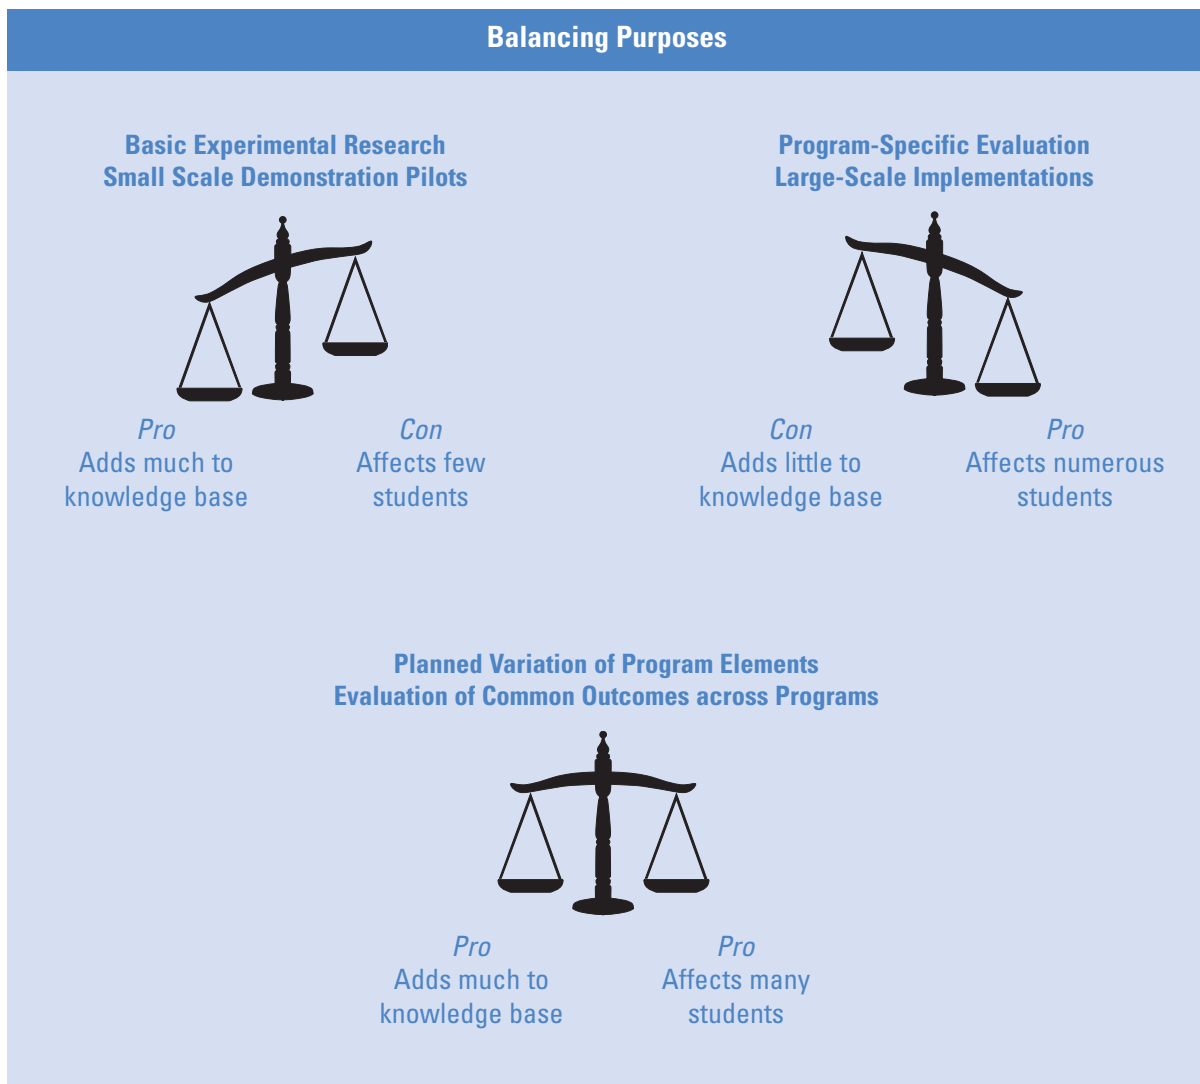 Balancing Purposes
Basic Experimental Research
Small Scale Demonstration Pilots
Pro
Adds much to
knowledge base
Con
Affects few
students
Program-Specific Evaluation
Large-Scale Implementations
Con
Adds little to
knowledge base
Pro
Affects numerous
students
Planned Variation of Program Elements
Evaluation of Common Outcomes across Programs
Pro
Adds much to
knowledge base
Pro
Affects many
students